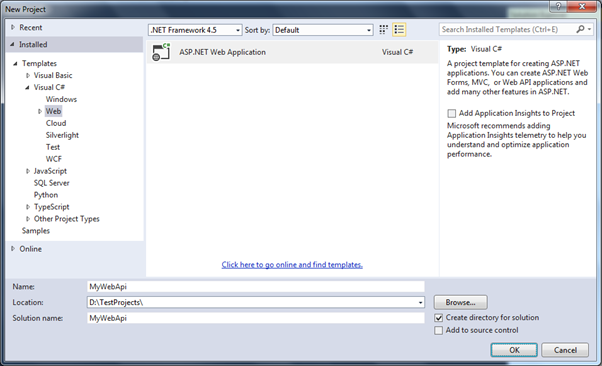 New Project
Recent
.NET Framework 4.5 Sort by: Default
Search Installed Templates (Ctrl+E)
Installed
Templates
Visual Basic
Visual C#
Windows
Web
Cloud
Silverlight
Test
WCF
JavaScript
SQL Server
Python
TypeScript
Other Project Types
Samples
Online
ASP.NET Web Application Visual C#
Click here to go online and find templates.
Type: Visual C#
A project template for creating ASP.NET
applications. You can create ASP.NET Web
Forms, MVC, or Web API applications and
add many other features in ASP.NET.
Add Application Insights to Project
Microsoft recommends adding
Application Insights telemetry to help you
understand and optimize application
performance.
Name: MyWebApi
Location: D:\TestProjects\
Browse...
Solution name: MyWebApi
Create directory for solution
Add to source control
OK Cancel